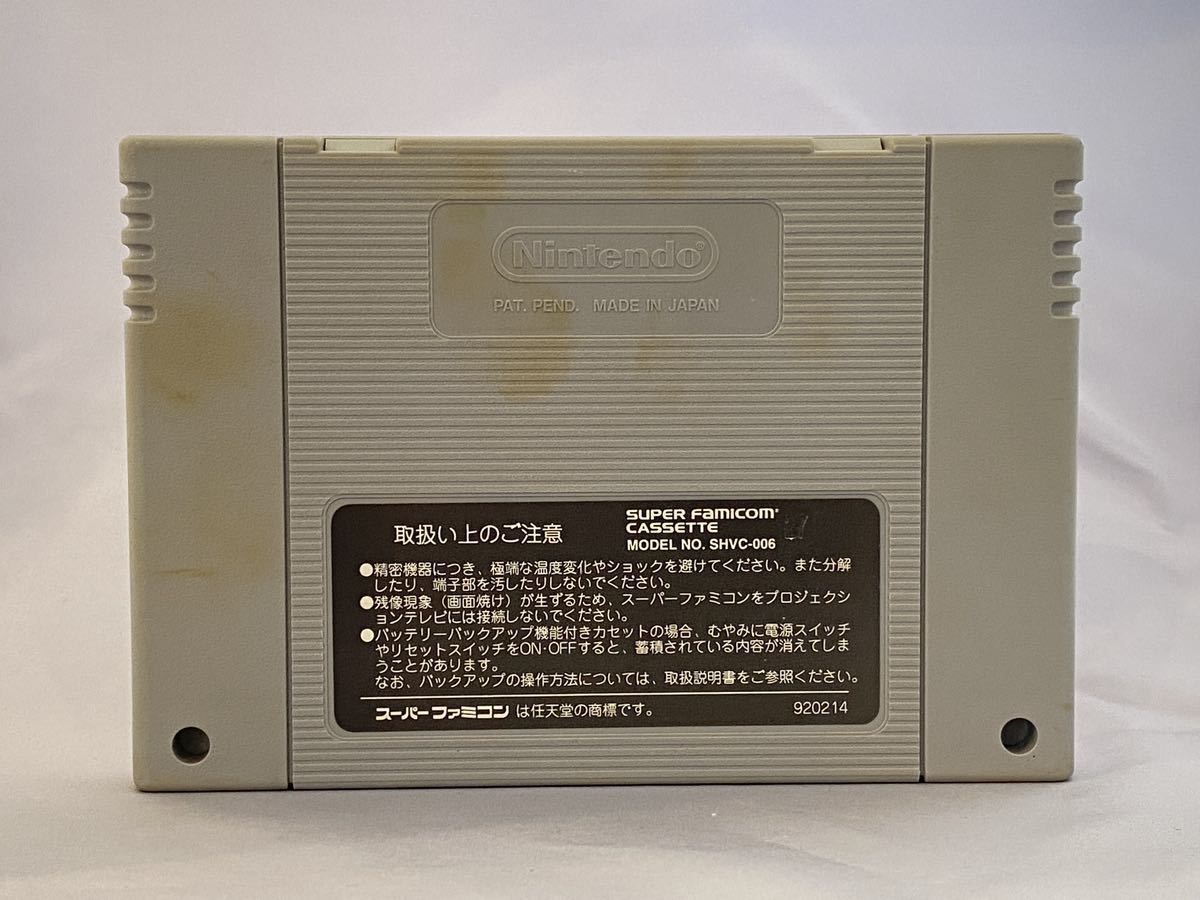 Nintendo®
PAT. PEND. MADE IN JAPAN
取扱い上のご注意
SUPER FAMICOM
CASSETTE
MODEL NO. SHVC-006
●精密機器につき、極端な温度変化やショックを避けてください。また分解
したり、端子部を汚したりしないでください。
●残像現象（画面焼け）が生ずるため、スーパーファミコンをプロジェクシ
ョンテレビには接続しないでください。
●バッテリーバックアップ機能付きカセットの場合、むやみに電源スイッチ
やリセットスイッチをON・OFFすると、蓄積されている内容が消えてしま
うことがあります。
なお、バックアップの操作方法については、取扱説明書をご参照ください。
スーパーファミコンは任天堂の商標です。 920214